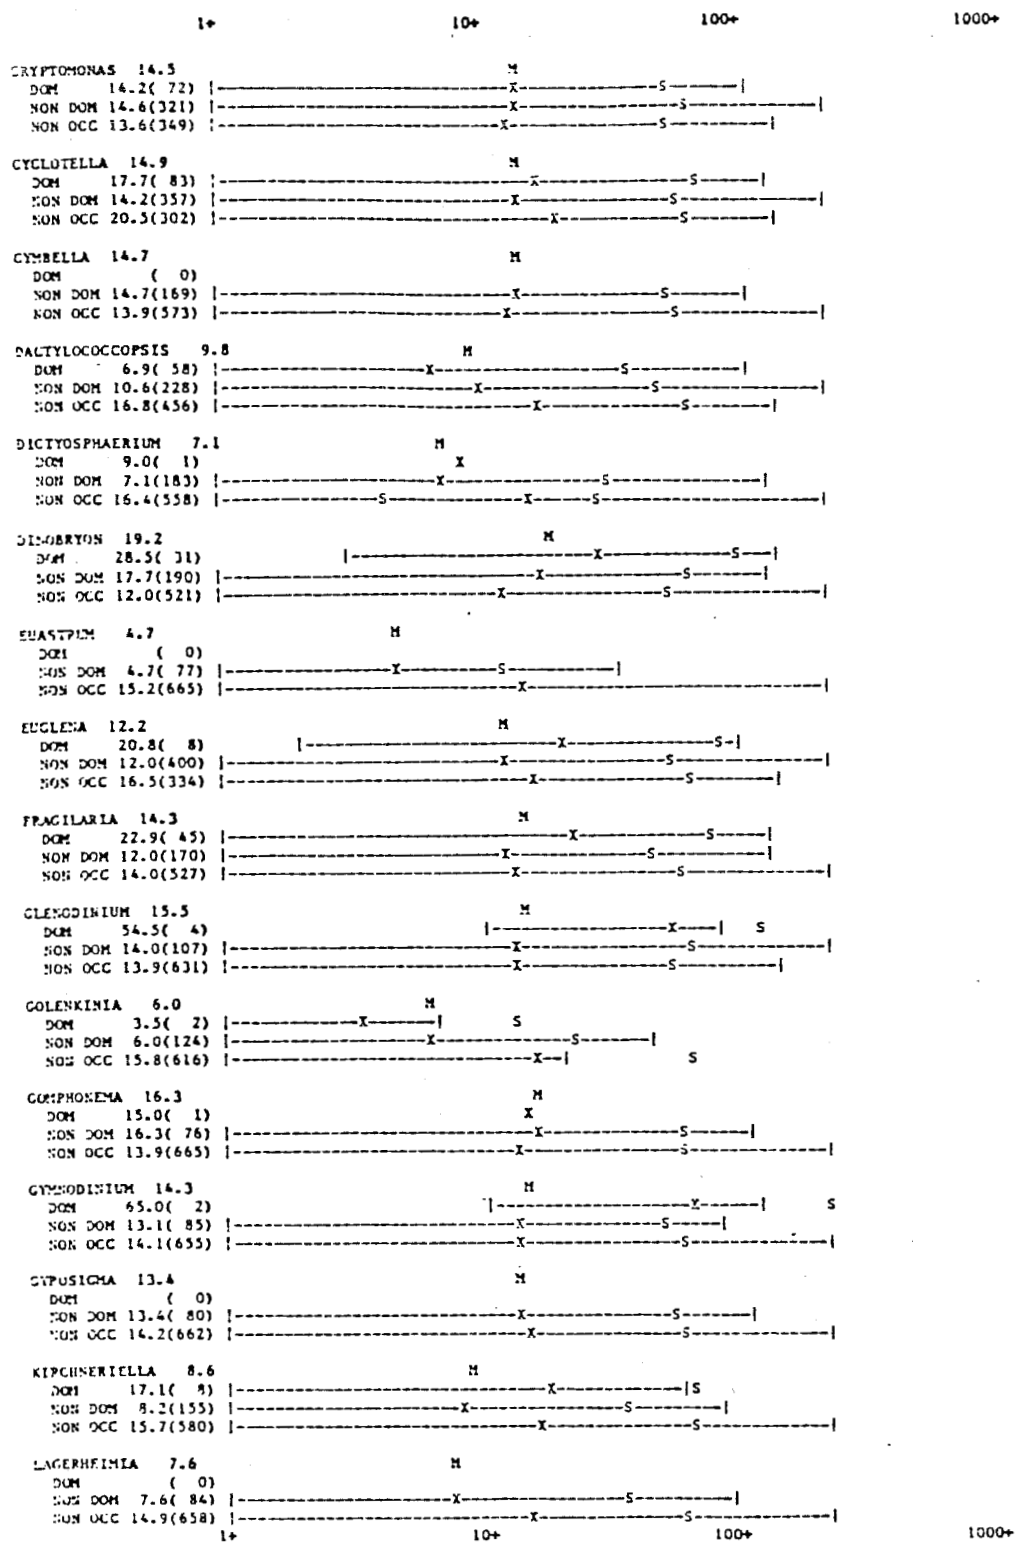 1+ 10+ 100+ 1000+
CRYPTOMONAS 14.5 M
DOM 14.2( 72) |---X---S---|
NON DOM 14.6(321) |---X---S---|
NON OCC 13.6(349) |---X---S---|
CYCLOTELLA 14.9 M
DOM 17.7( 83) |---X---S---|
NON DOM 14.2(357) |---X---S---|
NON OCC 20.5(302) |---X---S---|
CYMBELLA 14.7 M
DOM ( 0)
NON DOM 14.7(169) |---X---S---|
NON OCC 13.9(573) |---X---S---|
DACTYLOCOCCOPSIS 9.8 M
DOM 6.9( 58) |---X---S---|
NON DOM 10.6(228) |---X---S---|
NON OCC 16.8(456) |---X---S---|
DICTYOSPHAERIUM 7.1 M
DOM 9.0( 1) X
NON DOM 7.1(183) |---X---S---|
NON OCC 16.4(558) |---S---X---S---|
DINOBRYON 19.2 M
DOM 28.5( 31) |---X---S---|
NON DOM 17.7(190) |---X---S---|
NON OCC 12.0(521) |---X---S---|
EUASTRUM 4.7 M
DOM ( 0)
NON DOM 4.7( 77) |---X---S---|
NON OCC 15.2(665) |---X---|
EUGLENA 12.2 M
DOM 20.8( 8) |---X---S-|
NON DOM 12.0(400) |---X---S---|
NON OCC 16.5(334) |---X---S---|
FRAGILARIA 14.3 M
DOM 22.9( 45) |---X---S---|
NON DOM 12.0(170) |---X---S---|
NON OCC 14.0(527) |---X---S---|
GLENODINIUM 15.5 M
DOM 54.5( 4) |---X---| S
NON DOM 14.0(107) |---X---S---|
NON OCC 13.9(631) |---X---S---|
GOLENKINIA 6.0 M
DOM 3.5( 2) |---X---| S
NON DOM 6.0(124) |---X---S---|
NON OCC 15.8(616) |---X--| S
GOMPHONEMA 16.3 M
DOM 15.0( 1) X
NON DOM 16.3( 76) |---X---S---|
NON OCC 13.9(665) |---X---S---|
GYMNODINIUM 14.3 M
DOM 65.0( 2) |---X---| S
NON DOM 13.1( 85) |---X---S---|
NON OCC 14.1(655) |---X---S---|
GYROSIGMA 13.4 M
DOM ( 0)
NON DOM 13.4( 80) |---X---S---|
NON OCC 14.2(662) |---X---S---|
KIRCHNERIELLA 8.6 M
DOM 17.1( ) |---X---|S
NON DOM 8.2(155) |---X---S---|
NON OCC 15.7(580) |---X---S---|
LAGERHEIMIA 7.6 M
DOM ( 0)
NON DOM 7.6( 84) |---X---S---|
NON OCC 14.9(658) |---X---S---|
1+ 10+ 100+ 1000+